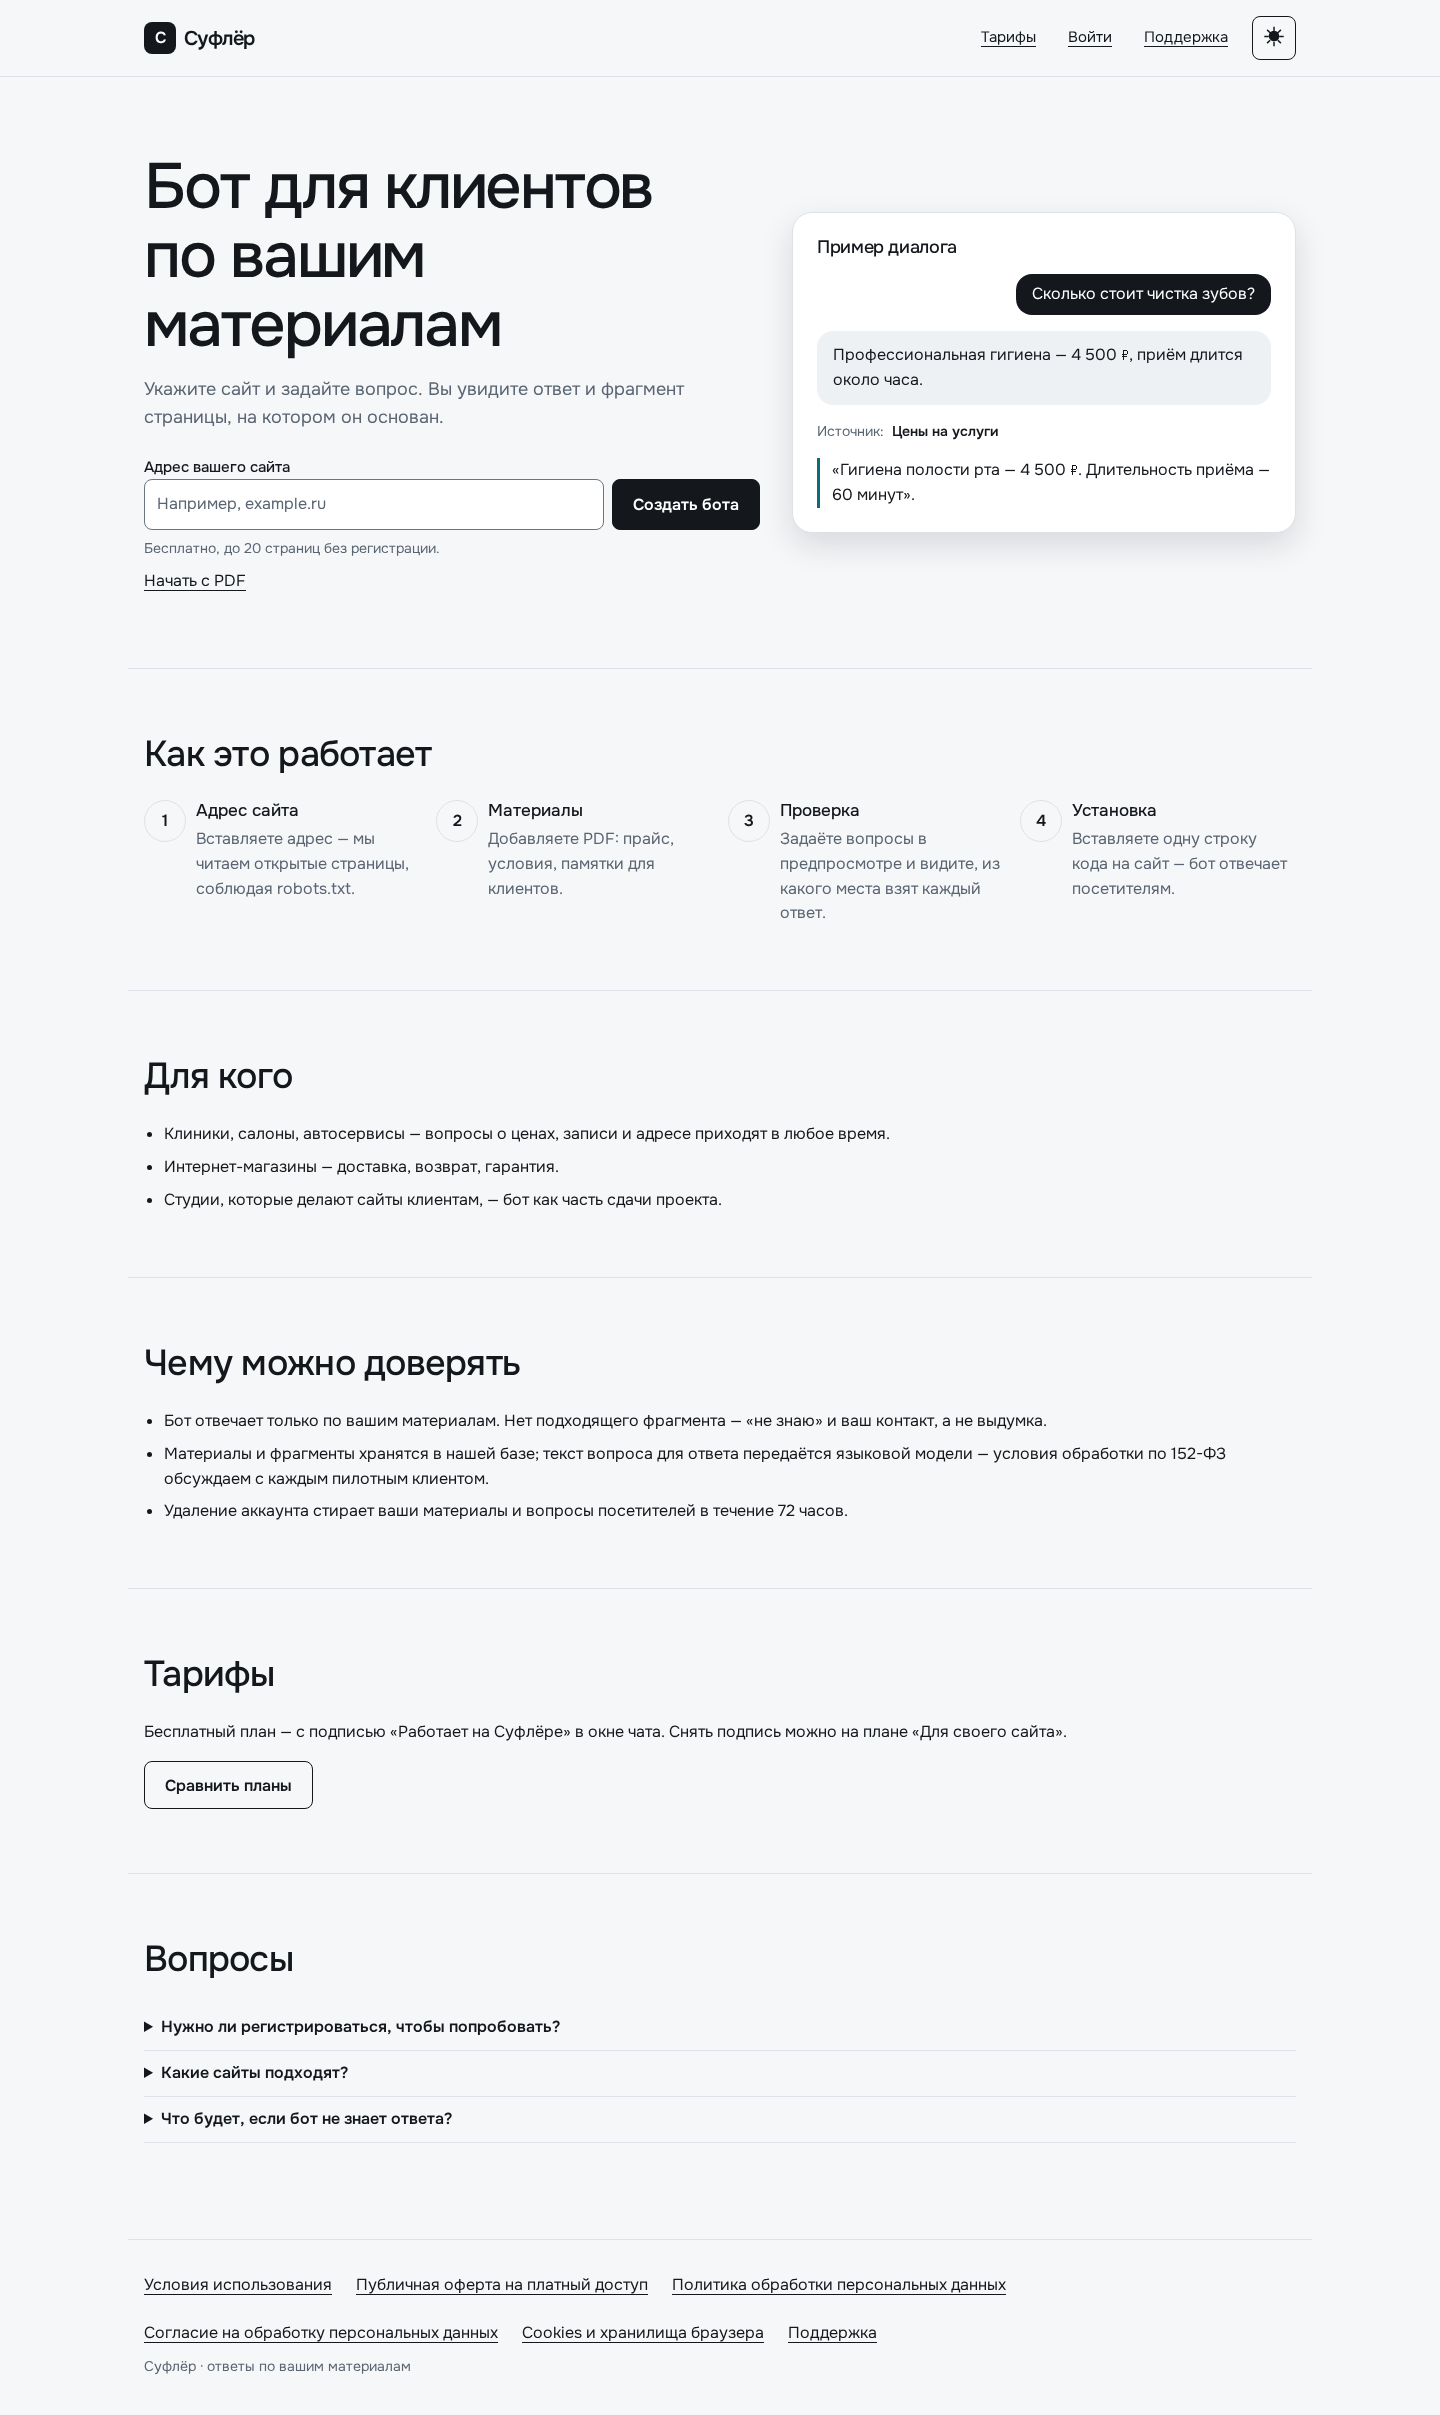 С Суфлёр
Тарифы Войти Поддержка
Бот для клиентов
по вашим
материалам
Укажите сайт и задайте вопрос. Вы увидите ответ и фрагмент
страницы, на котором он основан.
Адрес вашего сайта
Например, example.ru
Создать бота
Бесплатно, до 20 страниц без регистрации.
Начать с PDF
Пример диалога
Сколько стоит чистка зубов?
Профессиональная гигиена — 4 500 ₽, приём длится
около часа.
Источник: Цены на услуги
«Гигиена полости рта — 4 500 ₽. Длительность приёма —
60 минут».
Как это работает
1 Адрес сайта
Вставляете адрес — мы
читаем открытые страницы,
соблюдая robots.txt.
2 Материалы
Добавляете PDF: прайс,
условия, памятки для
клиентов.
3 Проверка
Задаёте вопросы в
предпросмотре и видите, из
какого места взят каждый
ответ.
4 Установка
Вставляете одну строку
кода на сайт — бот отвечает
посетителям.
Для кого
• Клиники, салоны, автосервисы — вопросы о ценах, записи и адресе приходят в любое время.
• Интернет-магазины — доставка, возврат, гарантия.
• Студии, которые делают сайты клиентам, — бот как часть сдачи проекта.
Чему можно доверять
• Бот отвечает только по вашим материалам. Нет подходящего фрагмента — «не знаю» и ваш контакт, а не выдумка.
• Материалы и фрагменты хранятся в нашей базе; текст вопроса для ответа передаётся языковой модели — условия обработки по 152-ФЗ
обсуждаем с каждым пилотным клиентом.
• Удаление аккаунта стирает ваши материалы и вопросы посетителей в течение 72 часов.
Тарифы
Бесплатный план — с подписью «Работает на Суфлёре» в окне чата. Снять подпись можно на плане «Для своего сайта».
Сравнить планы
Вопросы
Нужно ли регистрироваться, чтобы попробовать?
Какие сайты подходят?
Что будет, если бот не знает ответа?
Условия использования Публичная оферта на платный доступ Политика обработки персональных данных
Согласие на обработку персональных данных Cookies и хранилища браузера Поддержка
Суфлёр · ответы по вашим материалам